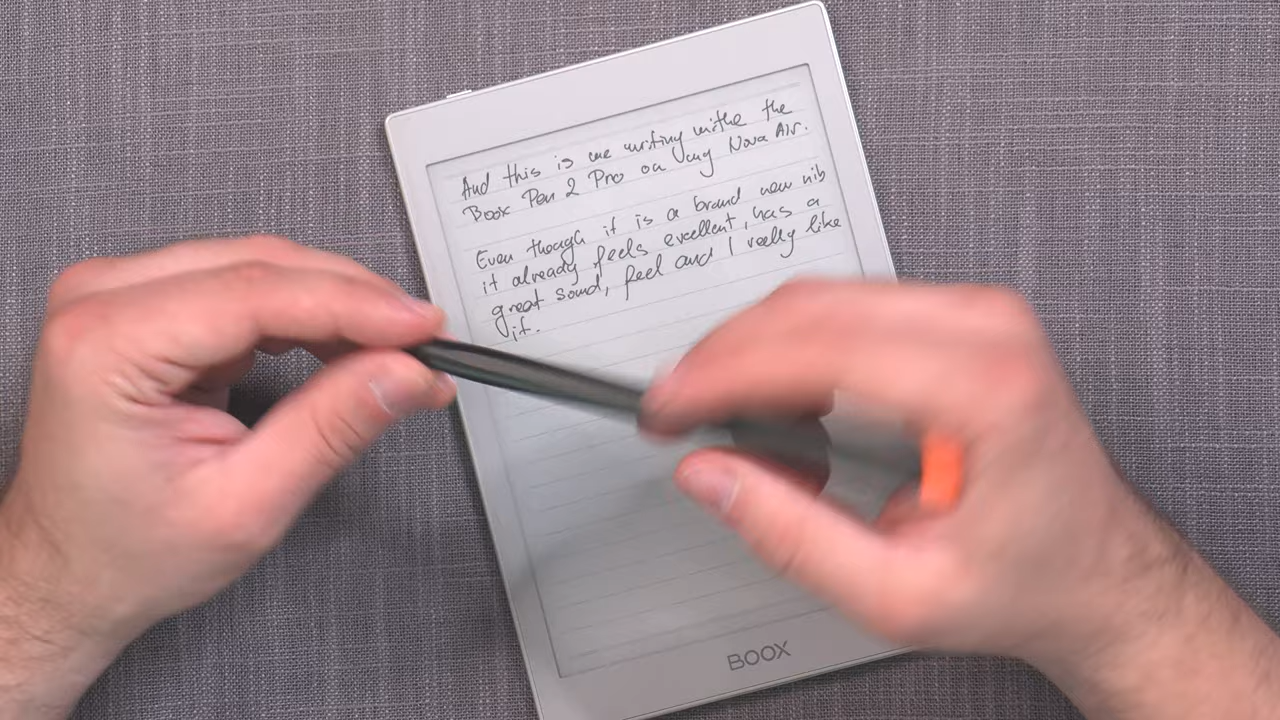 And this is me writing withe the
Boox Pen 2 Pro on my Nova Air.
Even though it is a brand new nib
it already feels excellent, has a
great sound, feel and I really like
it.
BOOX